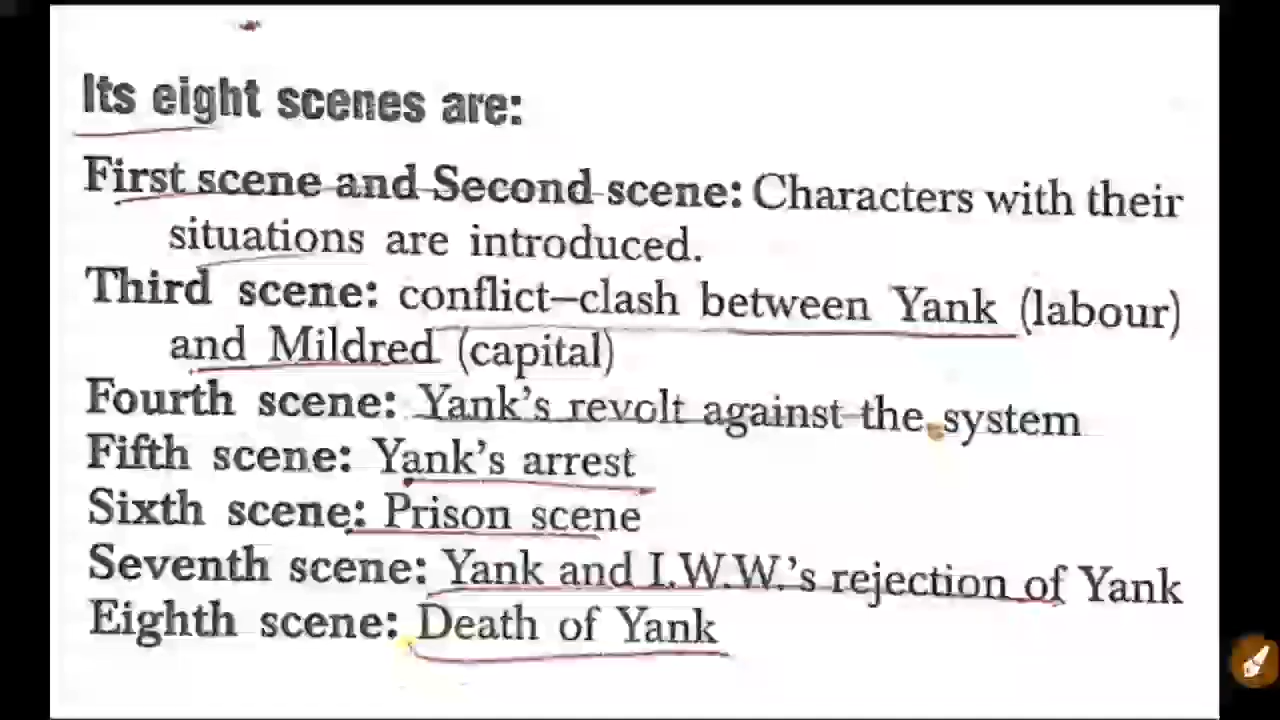 Its eight scenes are:
First scene and Second scene: Characters with their
situations are introduced.
Third scene: conflict–clash between Yank (labour)
and Mildred (capital)
Fourth scene: Yank's revolt against the system
Fifth scene: Yank's arrest
Sixth scene: Prison scene
Seventh scene: Yank and I.W.W.'s rejection of Yank
Eighth scene: Death of Yank